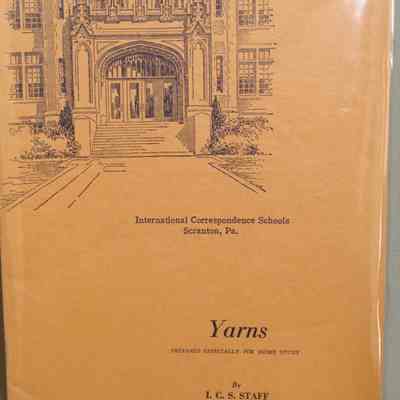 International Correspondence Schools
Scranton, Pa.
Yarns
PREPARED ESPECIALLY FOR HOME STUDY
By
I. C. S. STAFF